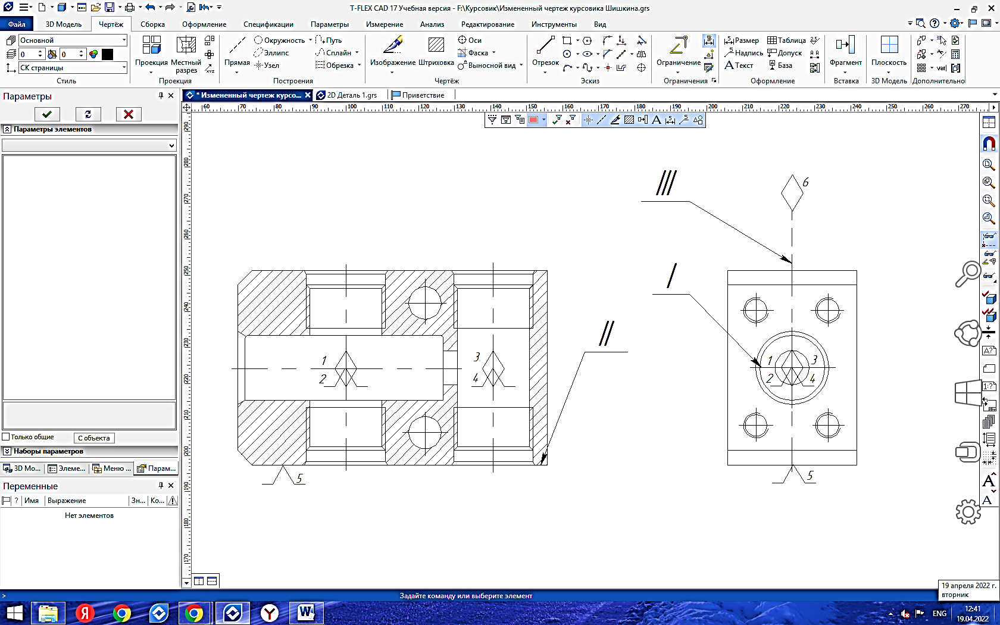 T-FLEX CAD 17 Учебная версия - F:\Курсовик\Измененный чертеж курсовика Шишкина.grs
Файл 3D Модель Чертёж Сборка Оформление Спецификации Параметры Измерение Анализ Редактирование Инструменты Вид
Основной
0 0
СК страницы
Стиль
Проекция Местный разрез
Проекция
Прямая
Окружность
Эллипс
Узел
Путь
Сплайн
Обрезка
Построения
Изображение Штриховка
Оси
Фаска
Выносной вид
Чертёж
Отрезок
Эскиз
Ограничение
Ограничения
Размер
Надпись
Текст
Таблица
Допуск
База
Оформление
Фрагмент
Вставка
Плоскость
3D Модель
var
Дополнительно
Параметры
* Измененный чертеж курсо... 2D Деталь 1.grs Приветствие
60 70 80 90 100 110 120 130 140 150 160 170 180 190 200 210 220 230 240 250 260 270
Параметры элементов
290
280
270
260
250
240
230
220
210
200
190
180
170
III
6
I
II
1
2
3
4
1
2
3
4
5
5
Только общие С объекта
Наборы параметров
3D Мо... Элеме... Меню ... Парам...
Переменные
? Имя Выражение Зн... Ко...
Нет элементов
> Задайте команду или выберите элемент
19 апреля 2022 г.
вторник
ENG
12:41
19.04.2022